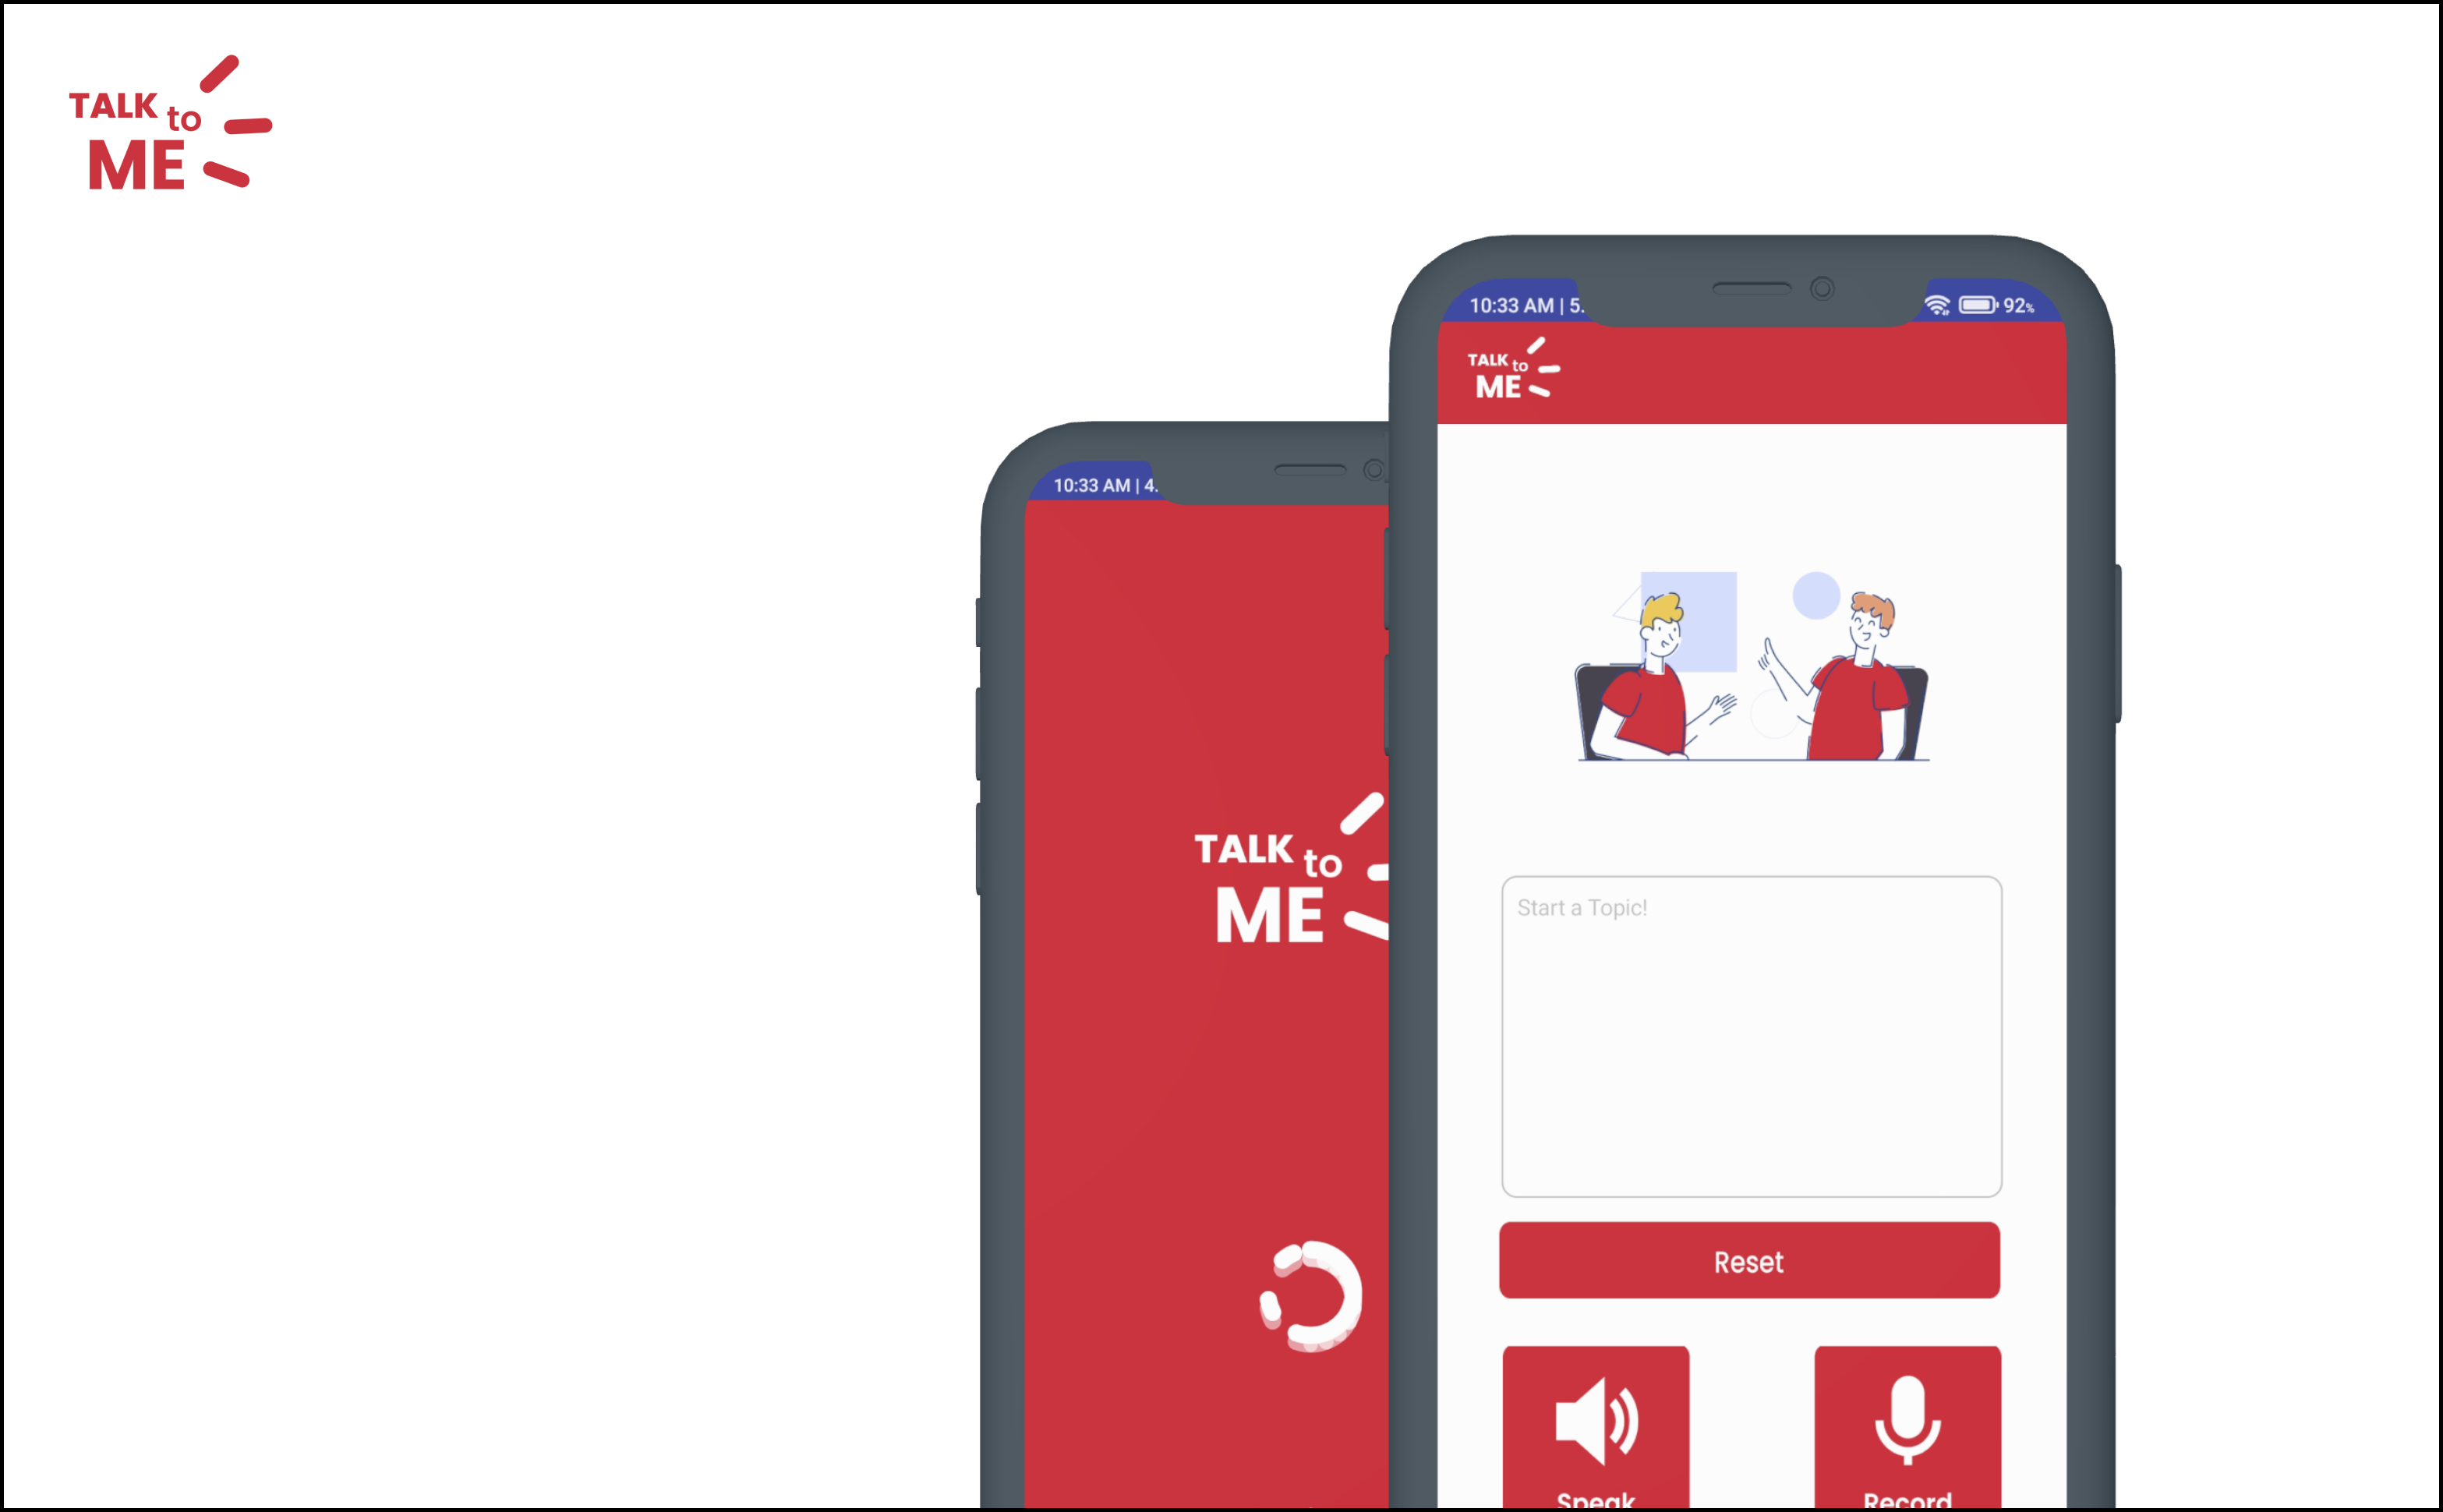 TALK to
ME
10:33 AM | 5.
92%
TALK to
ME
10:33 AM | 4.
TALK to
ME
Start a Topic!
Reset
Speak
Record